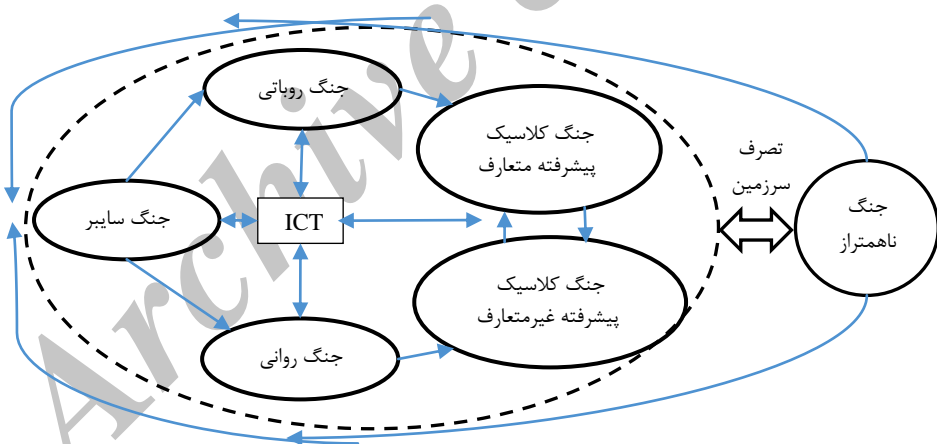 جنگ روباتی
جنگ کلاسیک
پیشرفته متعارف
تصرف
سرزمین
جنگ
ناهمتراز
جنگ سایبر
ICT
جنگ کلاسیک
پیشرفته غیرمتعارف
جنگ روانی
Archive